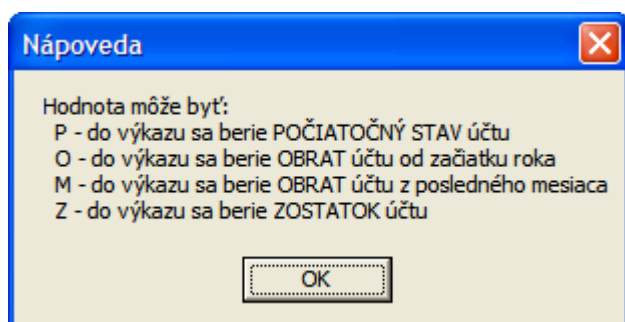 Nápoveda
Hodnota môže byť:
P - do výkazu sa berie POČIATOČNÝ STAV účtu
O - do výkazu sa berie OBRAT účtu od začiatku roka
M - do výkazu sa berie OBRAT účtu z posledného mesiaca
Z - do výkazu sa berie ZOSTATOK účtu
OK